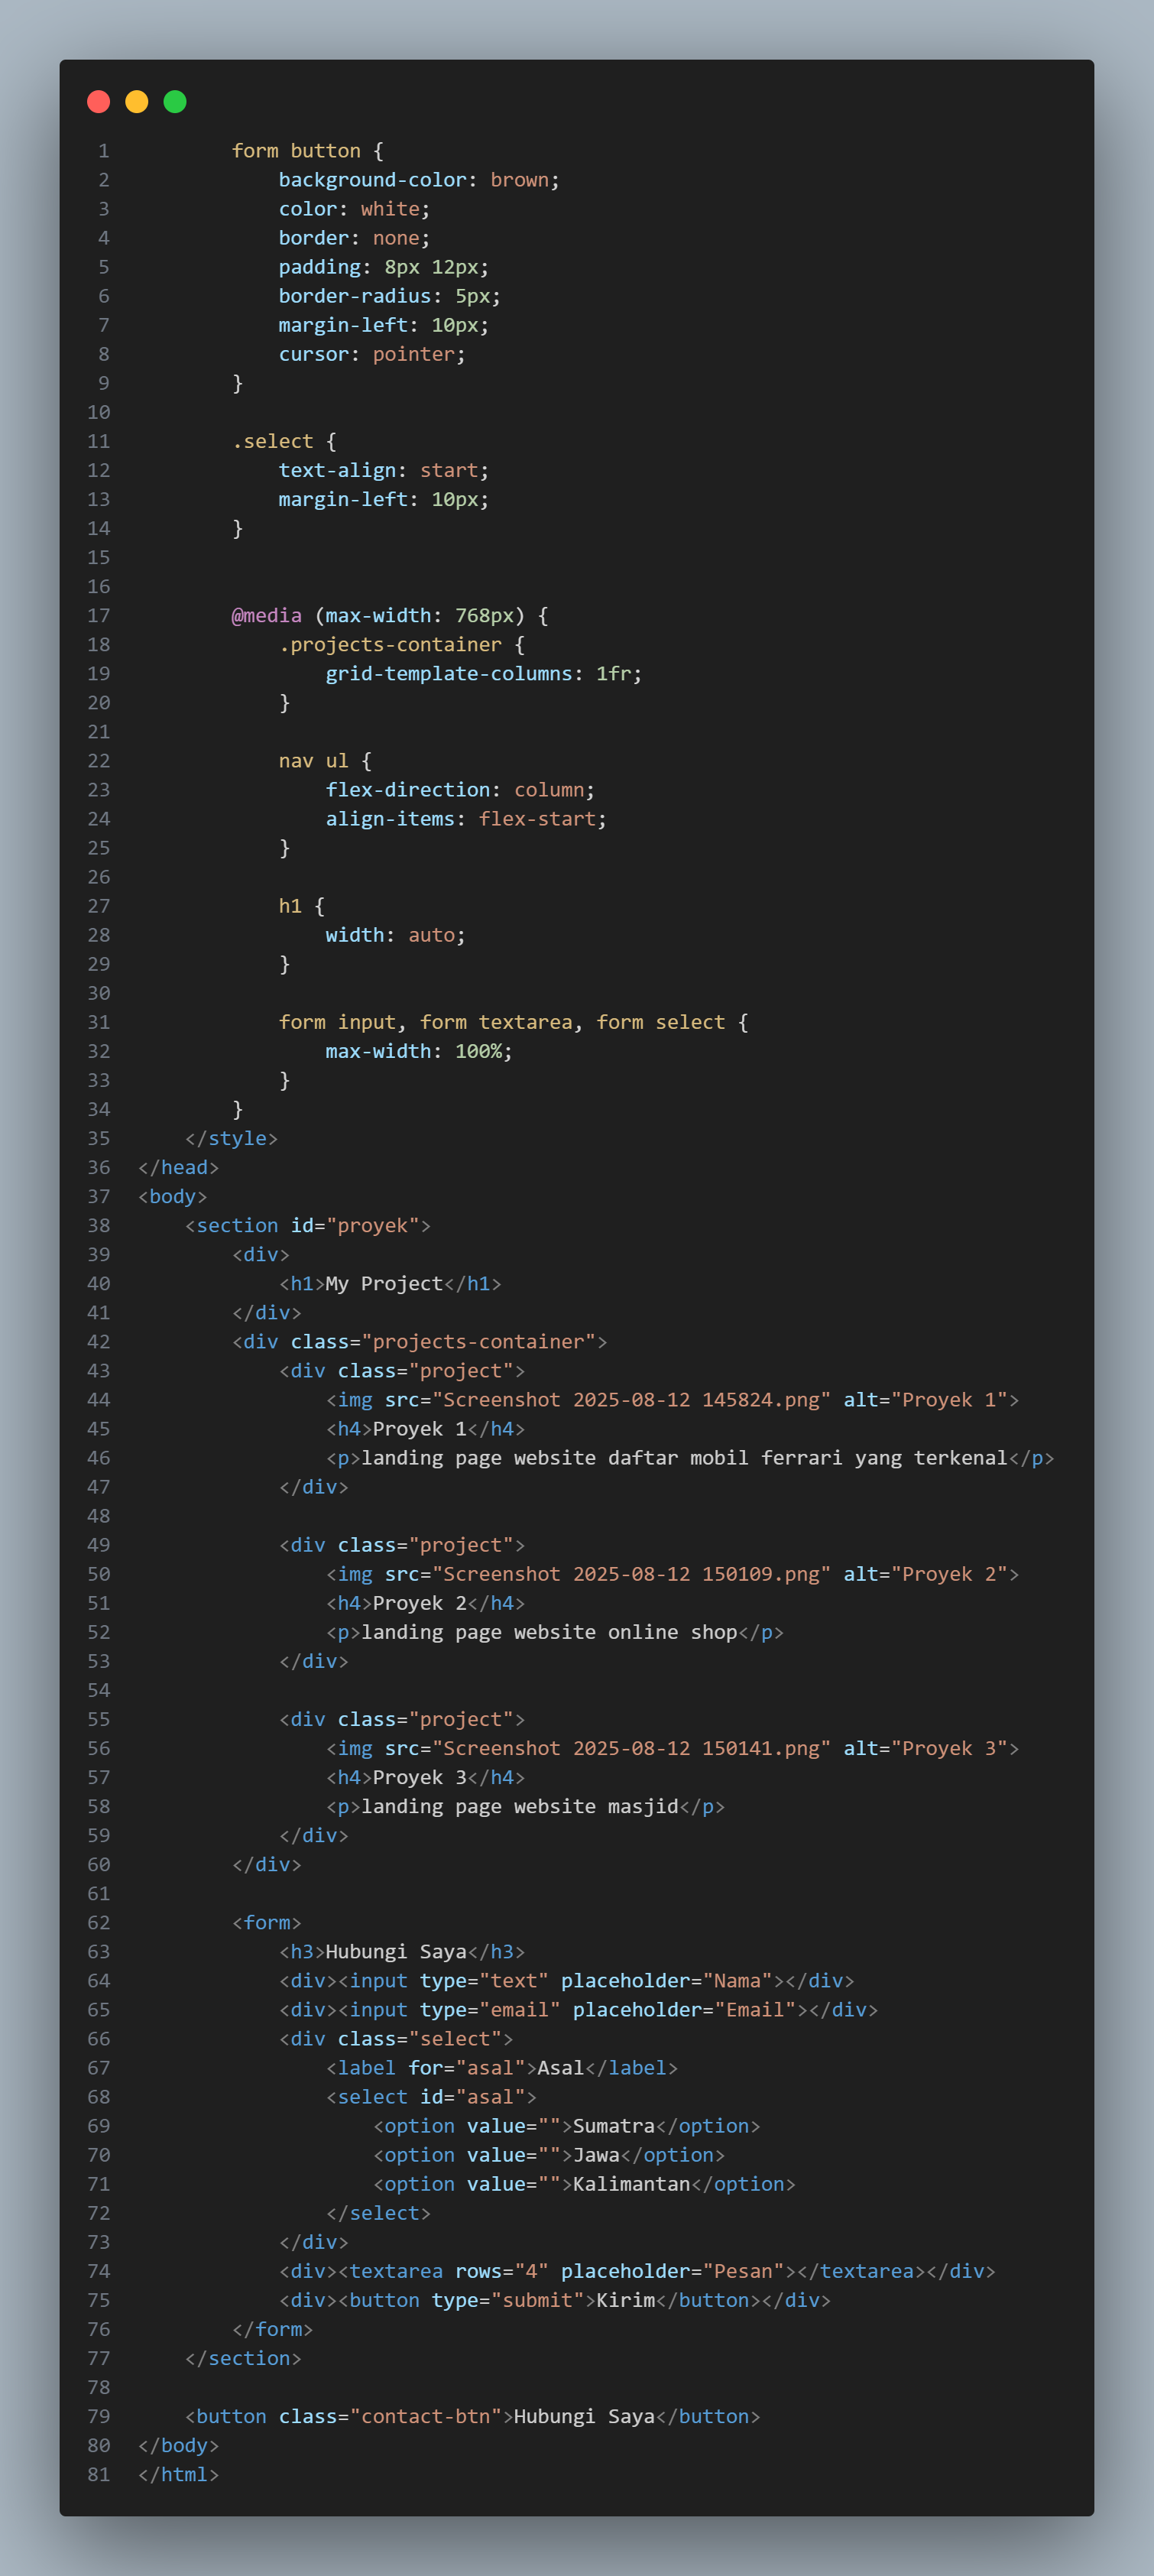 1 form button {
2 background-color: brown;
3 color: white;
4 border: none;
5 padding: 8px 12px;
6 border-radius: 5px;
7 margin-left: 10px;
8 cursor: pointer;
9 }
10
11 .select {
12 text-align: start;
13 margin-left: 10px;
14 }
15
16
17 @media (max-width: 768px) {
18 .projects-container {
19 grid-template-columns: 1fr;
20 }
21
22 nav ul {
23 flex-direction: column;
24 align-items: flex-start;
25 }
26
27 h1 {
28 width: auto;
29 }
30
31 form input, form textarea, form select {
32 max-width: 100%;
33 }
34 }
35 </style>
36 </head>
37 <body>
38 <section id="proyek">
39 <div>
40 <h1>My Project</h1>
41 </div>
42 <div class="projects-container">
43 <div class="project">
44 <img src="Screenshot 2025-08-12 145824.png" alt="Proyek 1">
45 <h4>Proyek 1</h4>
46 <p>landing page website daftar mobil ferrari yang terkenal</p>
47 </div>
48
49 <div class="project">
50 <img src="Screenshot 2025-08-12 150109.png" alt="Proyek 2">
51 <h4>Proyek 2</h4>
52 <p>landing page website online shop</p>
53 </div>
54
55 <div class="project">
56 <img src="Screenshot 2025-08-12 150141.png" alt="Proyek 3">
57 <h4>Proyek 3</h4>
58 <p>landing page website masjid</p>
59 </div>
60 </div>
61
62 <form>
63 <h3>Hubungi Saya</h3>
64 <div><input type="text" placeholder="Nama"></div>
65 <div><input type="email" placeholder="Email"></div>
66 <div class="select">
67 <label for="asal">Asal</label>
68 <select id="asal">
69 <option value="">Sumatra</option>
70 <option value="">Jawa</option>
71 <option value="">Kalimantan</option>
72 </select>
73 </div>
74 <div><textarea rows="4" placeholder="Pesan"></textarea></div>
75 <div><button type="submit">Kirim</button></div>
76 </form>
77 </section>
78
79 <button class="contact-btn">Hubungi Saya</button>
80 </body>
81 </html>